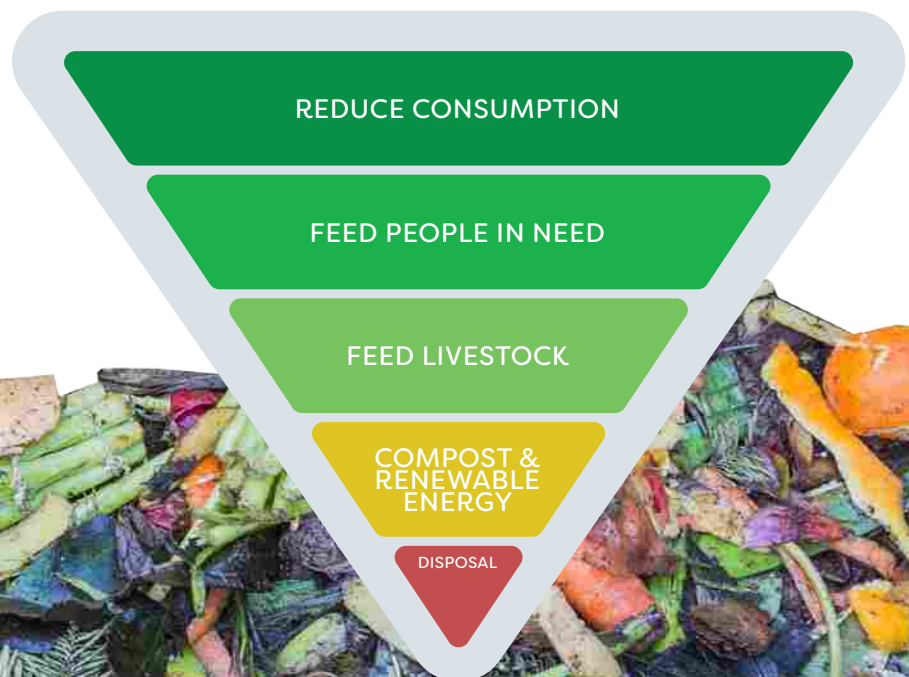 REDUCE CONSUMPTION
FEED PEOPLE IN NEED
FEED LIVESTOCK
COMPOST &
RENEWABLE
ENERGY
DISPOSAL